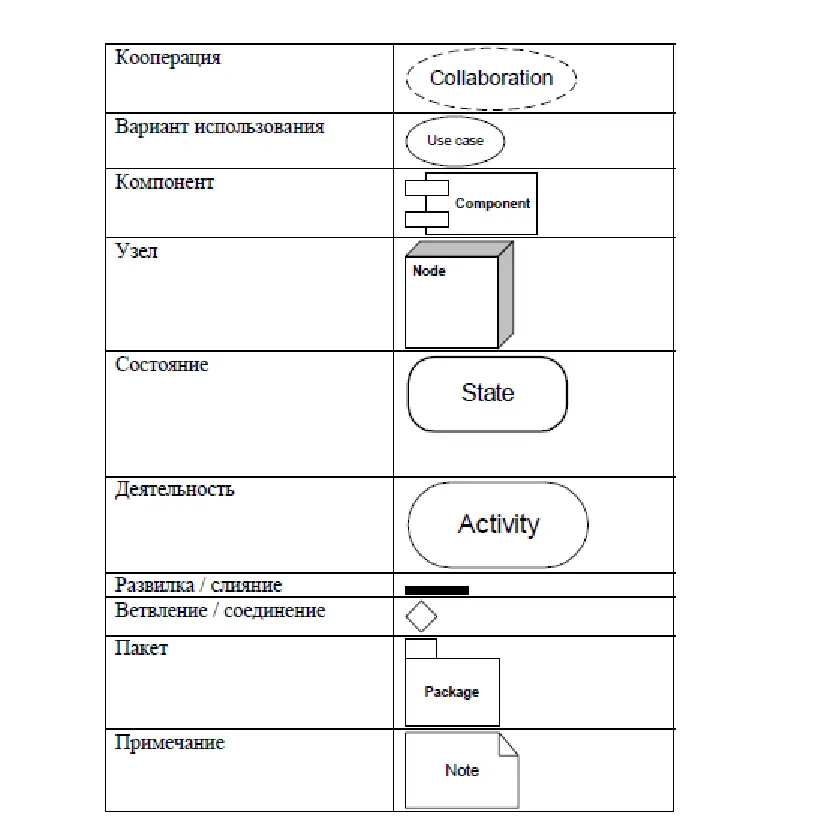 Кооперация
Collaboration
Вариант использования
Use case
Компонент
Component
Узел
Node
Состояние
State
Деятельность
Activity
Развилка / слияние
Ветвление / соединение
Пакет
Package
Примечание
Note